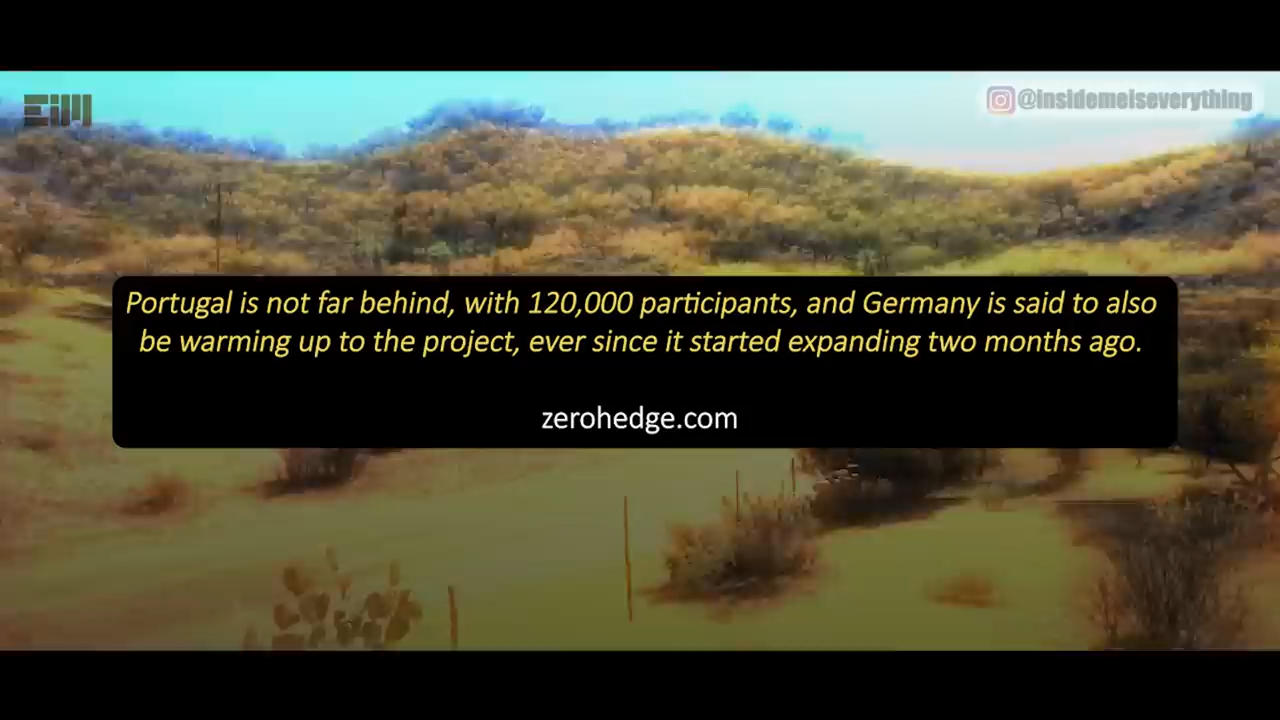 EiM
@insidemeiseverything
Portugal is not far behind, with 120,000 participants, and Germany is said to also
be warming up to the project, ever since it started expanding two months ago.
zerohedge.com